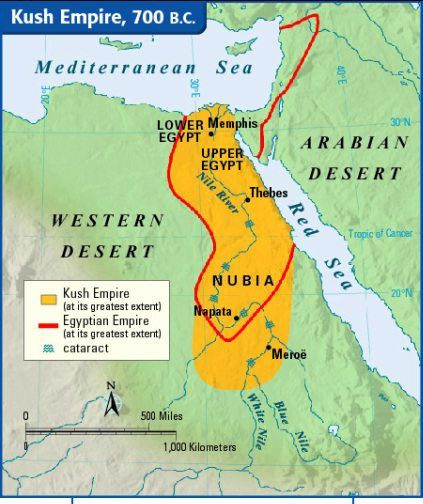 Kush Empire, 700 B.C.
Mediterranean Sea
20°E
30°E
40°E
30°N
LOWER
EGYPT
Memphis
UPPER
EGYPT
ARABIAN
DESERT
Nile River
Thebes
WESTERN
DESERT
Red Sea
Tropic of Cancer
NUBIA
20°N
Kush Empire
(at its greatest extent)
Egyptian Empire
(at its greatest extent)
cataract
Napata
Meroë
N
0 500 Miles
0 1,000 Kilometers
White Nile
Blue Nile